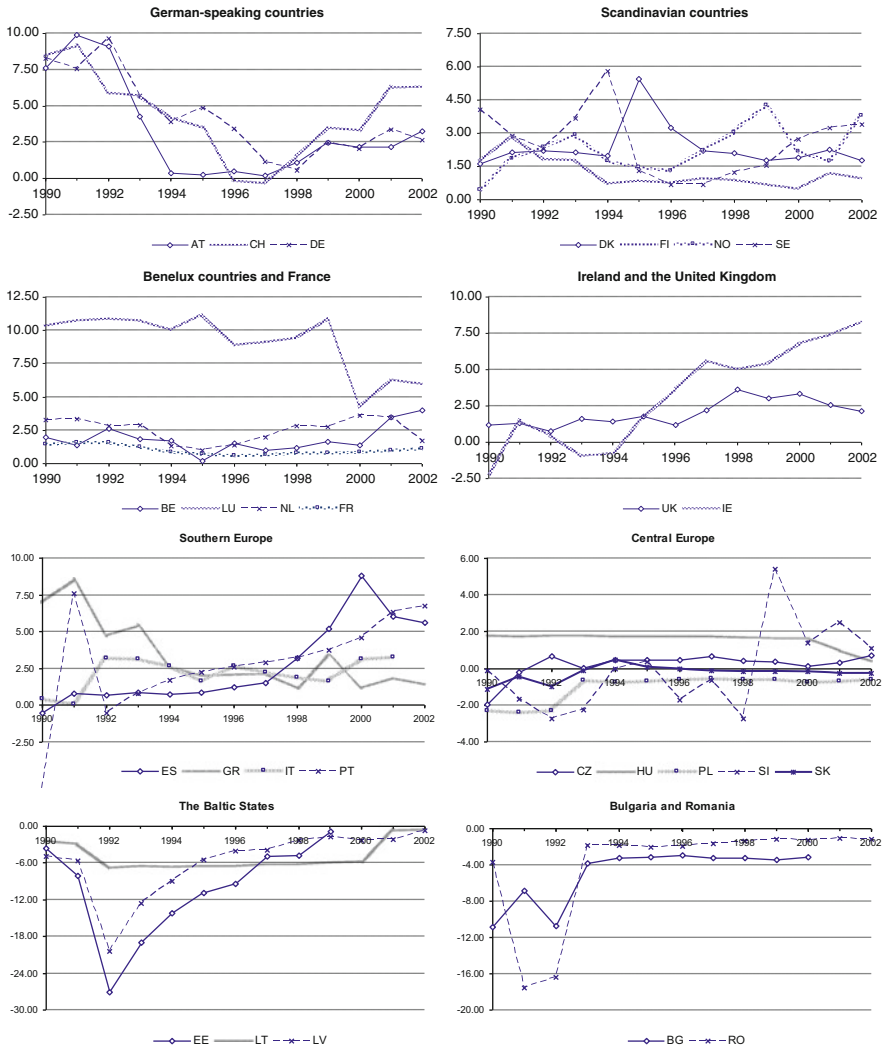 German-speaking countries
10.00
7.50
5.00
2.50
0.00
-2.50
1990 1992 1994 1996 1998 2000 2002
AT CH DE
Scandinavian countries
7.50
6.00
4.50
3.00
1.50
0.00
1990 1992 1994 1996 1998 2000 2002
DK FI NO SE
Benelux countries and France
12.50
10.00
7.50
5.00
2.50
0.00
1990 1992 1994 1996 1998 2000 2002
BE LU NL FR
Ireland and the United Kingdom
10.00
7.50
5.00
2.50
0.00
-2.50
1990 1992 1994 1996 1998 2000 2002
UK IE
Southern Europe
10.00
7.50
5.00
2.50
0.00
-2.50
1990 1992 1994 1996 1998 2000 2002
ES GR IT PT
Central Europe
6.00
4.00
2.00
0.00
-2.00
-4.00
1990 1992 1994 1996 1998 2000 2002
CZ HU PL SI SK
The Baltic States
0.00
-6.00
-12.00
-18.00
-24.00
-30.00
1990 1992 1994 1996 1998 2000 2002
EE LT LV
Bulgaria and Romania
0.00
-4.00
-8.00
-12.00
-16.00
-20.00
1990 1992 1994 1996 1998 2000 2002
BG RO